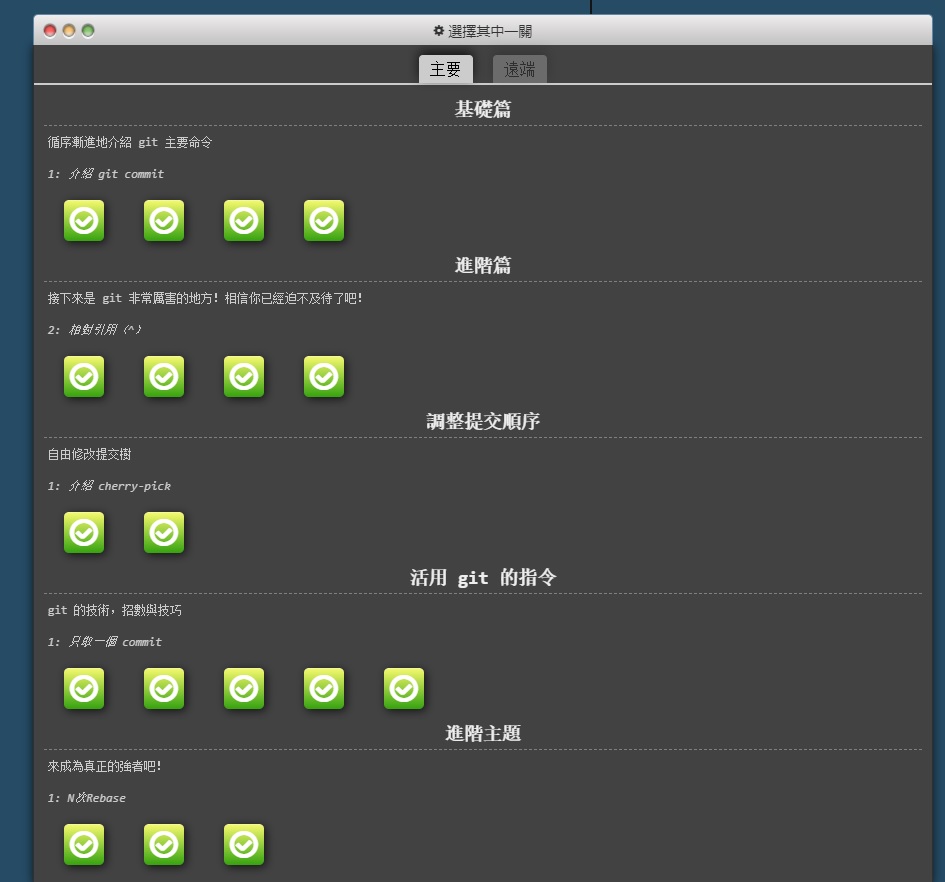 選擇其中一關
主要 遠端
基礎篇
循序漸進地介紹 git 主要命令
1: 介紹 git commit
進階篇
接下來是 git 非常厲害的地方！相信你已經迫不及待了吧！
2: 相對引用 (^)
調整提交順序
自由修改提交樹
1: 介紹 cherry-pick
活用 git 的指令
git 的技術，招數與技巧
1: 只取一個 commit
進階主題
來成為真正的強者吧！
1: N次Rebase